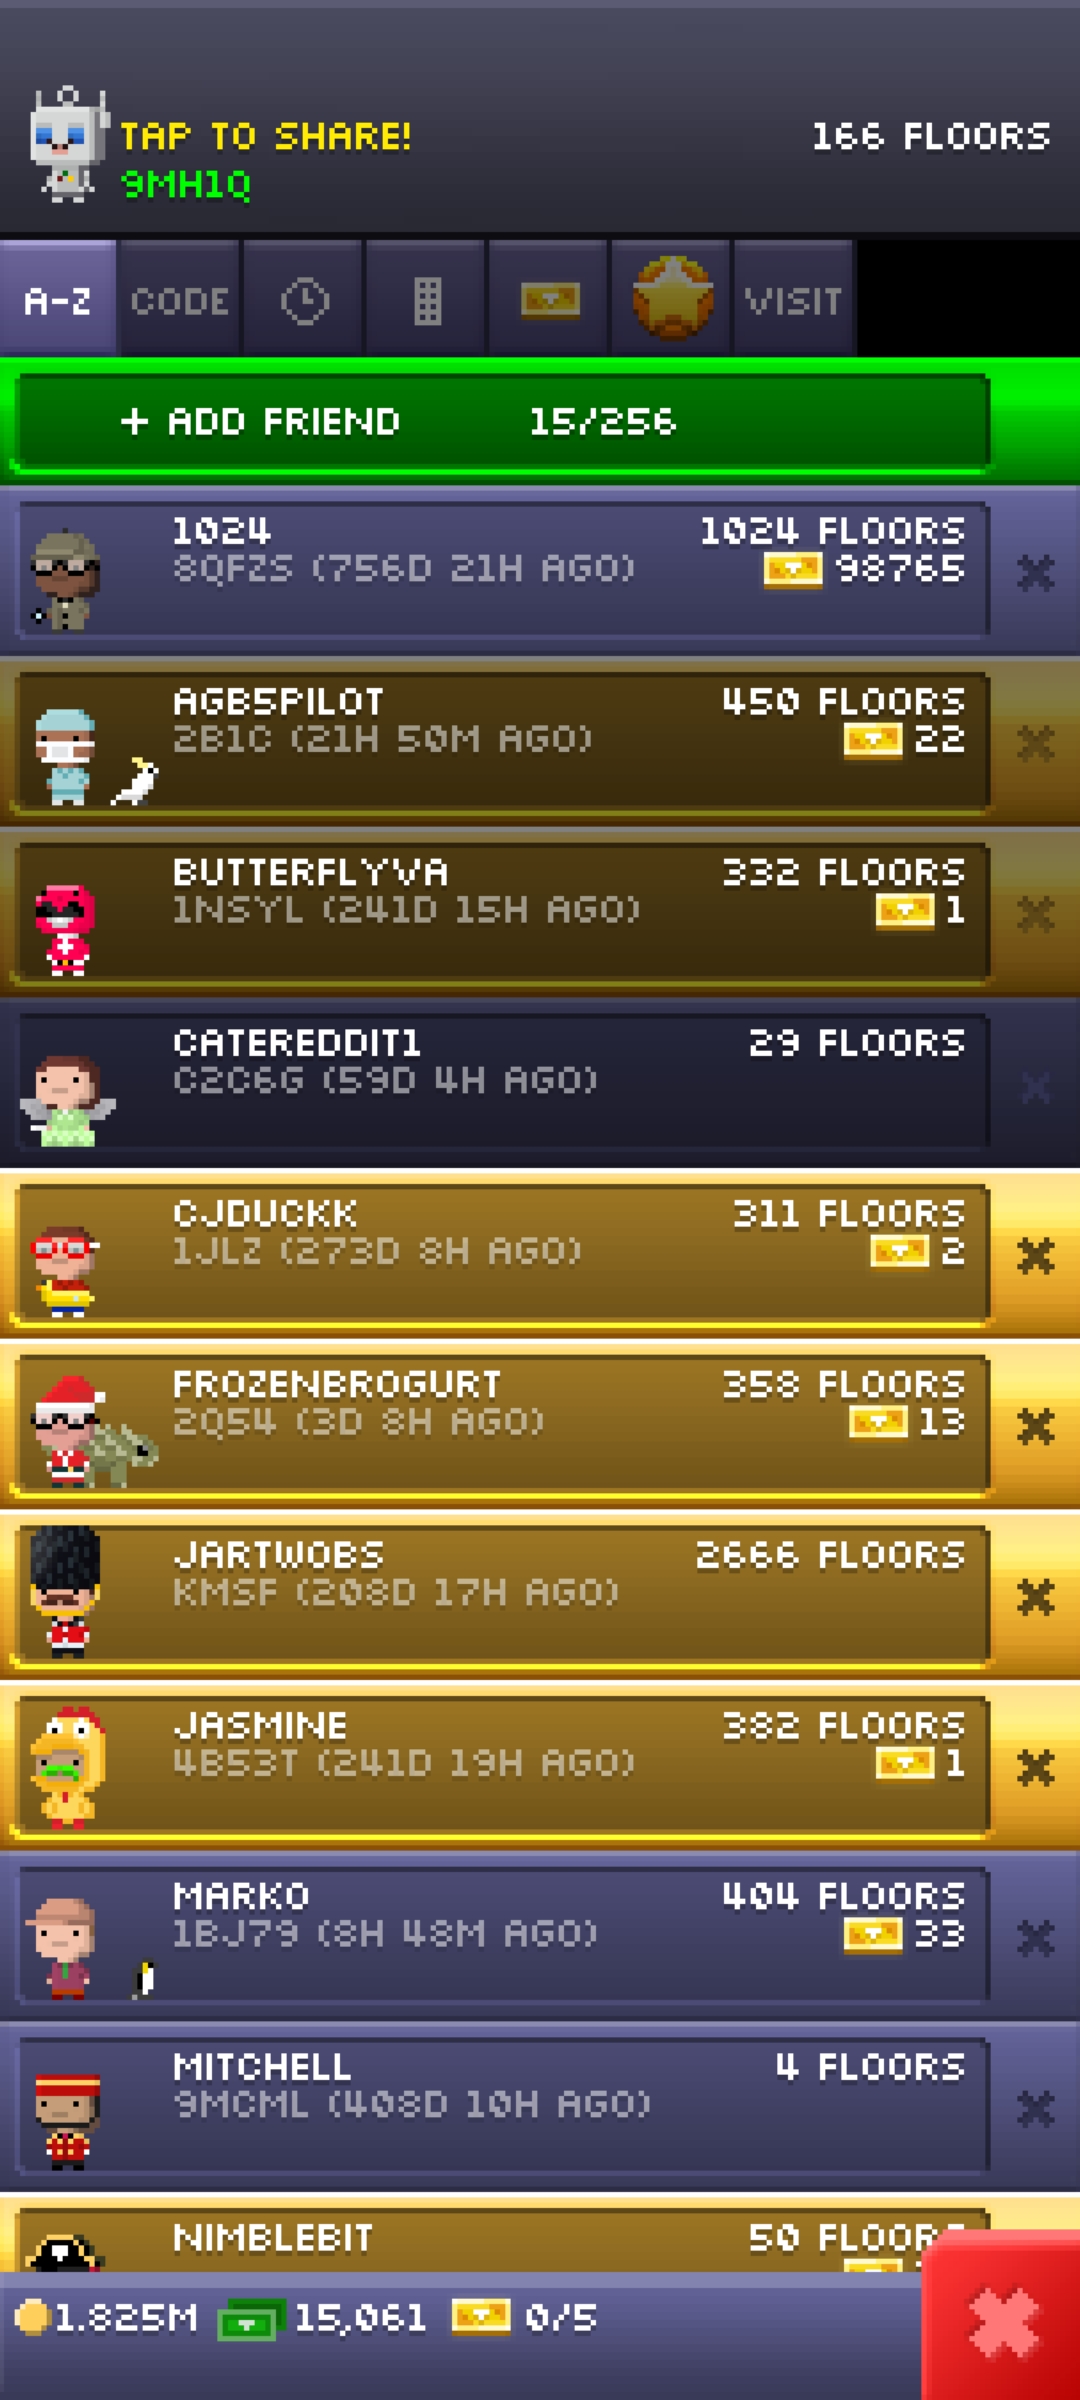 TAP TO SHARE!
166 FLOORS
9MH1Q
A-Z CODE VISIT
+ ADD FRIEND 15/256
1024 1024 FLOORS
8QFZS (756D 21H AGO) 98765
AGB5PILOT 450 FLOORS
2B1C (21H 50M AGO) 22
BUTTERFLYVA 332 FLOORS
1NSYL (241D 15H AGO) 1
CATEREDDIT1 29 FLOORS
C2C6G (59D 4H AGO)
CJDUCKK 311 FLOORS
1JLZ (273D 8H AGO) 2
FROZENBROGURT 358 FLOORS
2Q54 (3D 8H AGO) 13
JARTWOBS 2666 FLOORS
KMSF (208D 17H AGO)
JASMINE 382 FLOORS
4B53T (241D 19H AGO) 1
MARKO 404 FLOORS
1BJ79 (8H 48M AGO) 33
MITCHELL 4 FLOORS
9MCML (408D 10H AGO)
NIMBLEBIT 50 FLOORS
1.825M 15,061 0/5